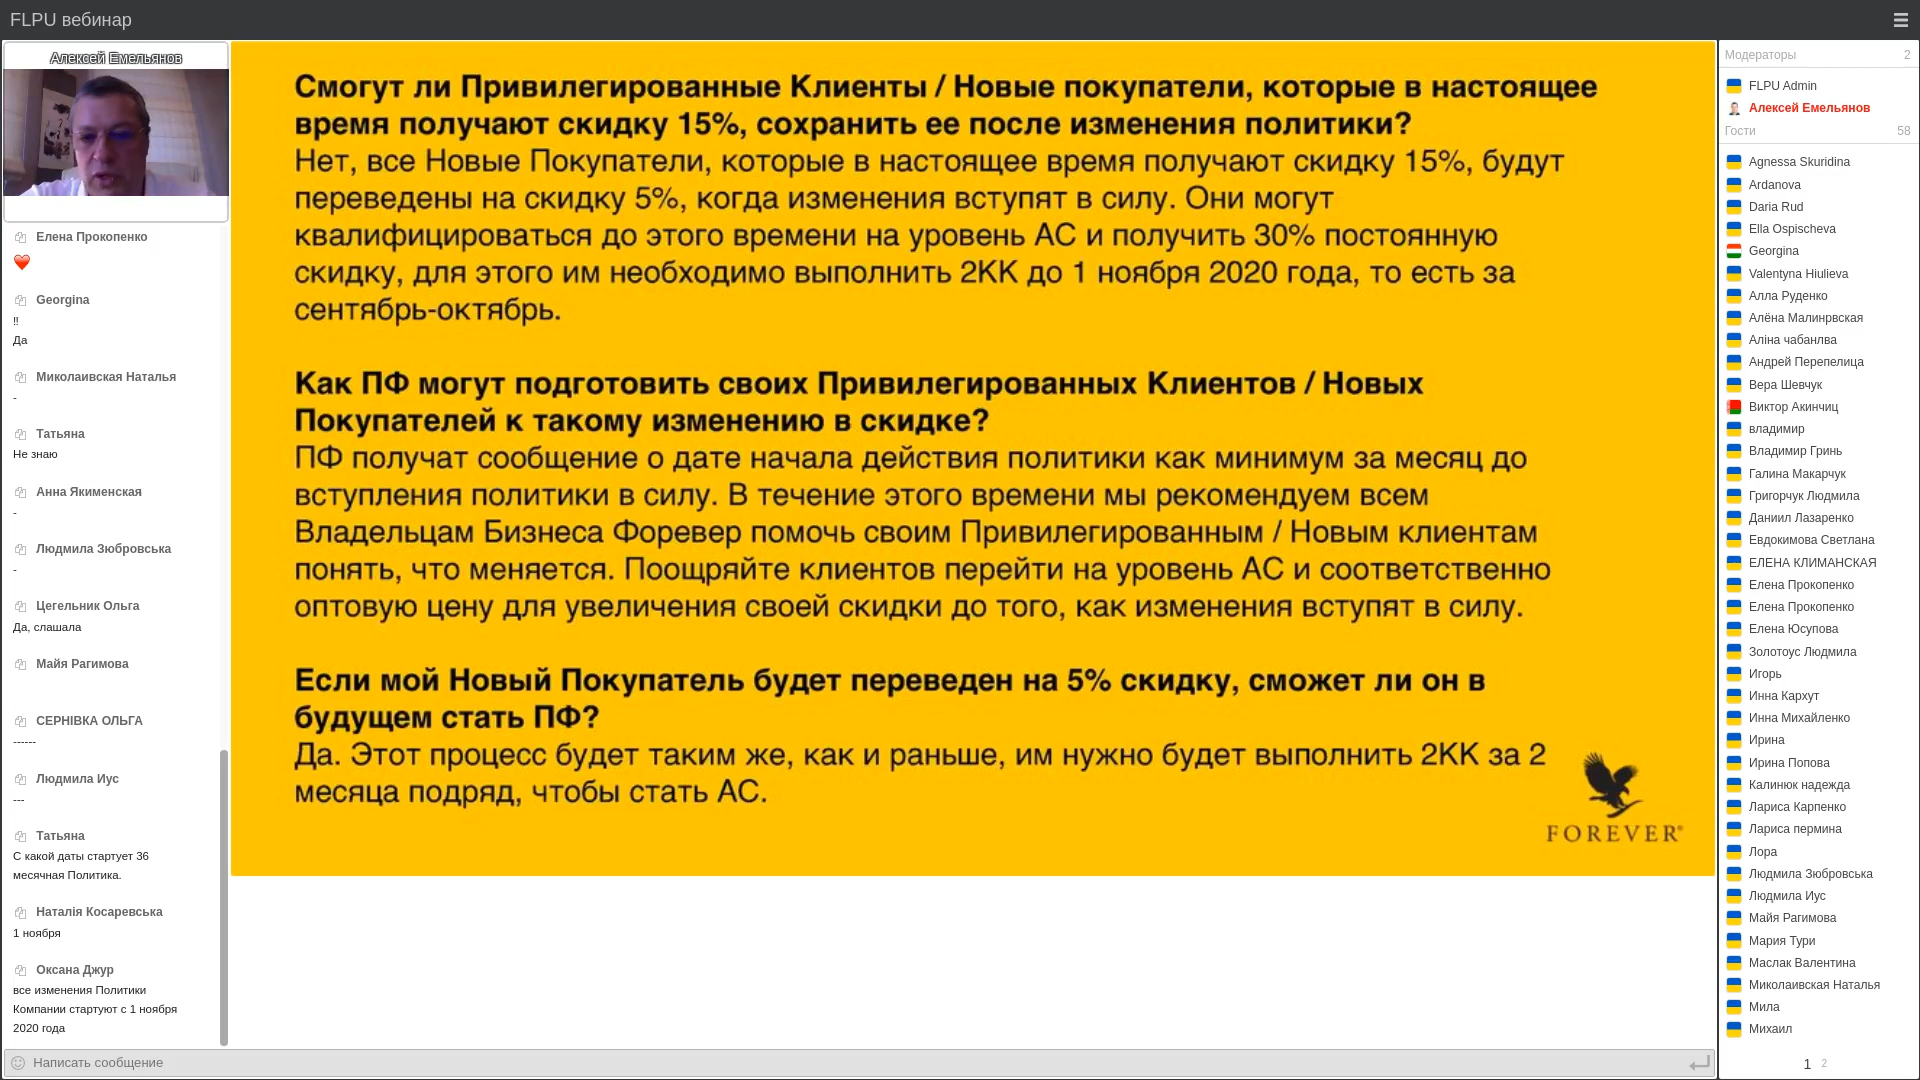 FLPU вебинар
Алексей Емельянов
Елена Прокопенко
Georgina
!!
Да
Миколаивская Наталья
-
Татьяна
Не знаю
Анна Якименская
-
Людмила Зюбровська
-
Цегельник Ольга
Да, слашала
Майя Рагимова
СЕРНІВКА ОЛЬГА
------
Людмила Иус
---
Татьяна
С какой даты стартует 36
месячная Политика.
Наталія Косаревська
1 ноября
Оксана Джур
все изменения Политики
Компании стартуют с 1 ноября
2020 года
Написать сообщение
Смогут ли Привилегированные Клиенты / Новые покупатели, которые в настоящее
время получают скидку 15%, сохранить ее после изменения политики?
Нет, все Новые Покупатели, которые в настоящее время получают скидку 15%, будут
переведены на скидку 5%, когда изменения вступят в силу. Они могут
квалифицироваться до этого времени на уровень АС и получить 30% постоянную
скидку, для этого им необходимо выполнить 2КК до 1 ноября 2020 года, то есть за
сентябрь-октябрь.
Как ПФ могут подготовить своих Привилегированных Клиентов / Новых
Покупателей к такому изменению в скидке?
ПФ получат сообщение о дате начала действия политики как минимум за месяц до
вступления политики в силу. В течение этого времени мы рекомендуем всем
Владельцам Бизнеса Форевер помочь своим Привилегированным / Новым клиентам
понять, что меняется. Поощряйте клиентов перейти на уровень АС и соответственно
оптовую цену для увеличения своей скидки до того, как изменения вступят в силу.
Если мой Новый Покупатель будет переведен на 5% скидку, сможет ли он в
будущем стать ПФ?
Да. Этот процесс будет таким же, как и раньше, им нужно будет выполнить 2КК за 2
месяца подряд, чтобы стать АС.
FOREVER®
Модераторы 2
FLPU Admin
Алексей Емельянов
Гости 58
Agnessa Skuridina
Ardanova
Daria Rud
Ella Ospischeva
Georgina
Valentyna Hiulieva
Алла Руденко
Алёна Малинрвская
Аліна чабанлва
Андрей Перепелица
Вера Шевчук
Виктор Акинчиц
владимир
Владимир Гринь
Галина Макарчук
Григорчук Людмила
Даниил Лазаренко
Евдокимова Светлана
ЕЛЕНА КЛИМАНСКАЯ
Елена Прокопенко
Елена Прокопенко
Елена Юсупова
Золотоус Людмила
Игорь
Инна Кархут
Инна Михайленко
Ирина
Ирина Попова
Калинюк надежда
Лариса Карпенко
Лариса пермина
Лора
Людмила Зюбровська
Людмила Иус
Майя Рагимова
Мария Тури
Маслак Валентина
Миколаивская Наталья
Мила
Михаил
1 2